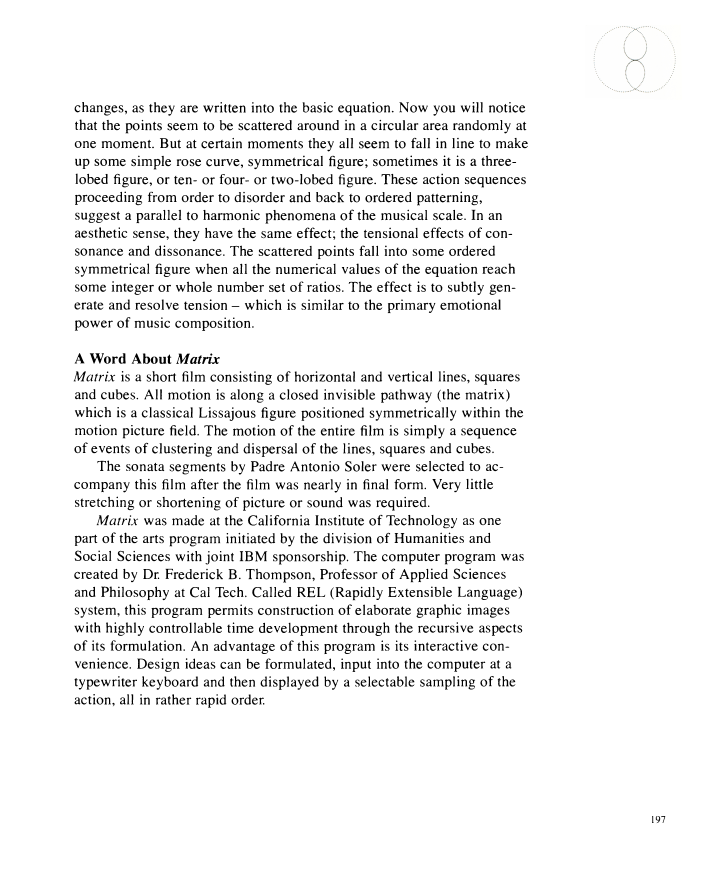 changes, as they are written into the basic equation. Now you will notice
that the points seem to be scattered around in a circular area randomly at
one moment. But at certain moments they all seem to fall in line to make
up some simple rose curve, symmetrical figure; sometimes it is a three-
lobed figure, or ten- or four- or two-lobed figure. These action sequences
proceeding from order to disorder and back to ordered patterning,
suggest a parallel to harmonic phenomena of the musical scale. In an
aesthetic sense, they have the same effect; the tensional effects of con-
sonance and dissonance. The scattered points fall into some ordered
symmetrical figure when all the numerical values of the equation reach
some integer or whole number set of ratios. The effect is to subtly gen-
erate and resolve tension – which is similar to the primary emotional
power of music composition.
A Word About Matrix
Matrix is a short film consisting of horizontal and vertical lines, squares
and cubes. All motion is along a closed invisible pathway (the matrix)
which is a classical Lissajous figure positioned symmetrically within the
motion picture field. The motion of the entire film is simply a sequence
of events of clustering and dispersal of the lines, squares and cubes.
The sonata segments by Padre Antonio Soler were selected to ac-
company this film after the film was nearly in final form. Very little
stretching or shortening of picture or sound was required.
Matrix was made at the California Institute of Technology as one
part of the arts program initiated by the division of Humanities and
Social Sciences with joint IBM sponsorship. The computer program was
created by Dr. Frederick B. Thompson, Professor of Applied Sciences
and Philosophy at Cal Tech. Called REL (Rapidly Extensible Language)
system, this program permits construction of elaborate graphic images
with highly controllable time development through the recursive aspects
of its formulation. An advantage of this program is its interactive con-
venience. Design ideas can be formulated, input into the computer at a
typewriter keyboard and then displayed by a selectable sampling of the
action, all in rather rapid order.
197